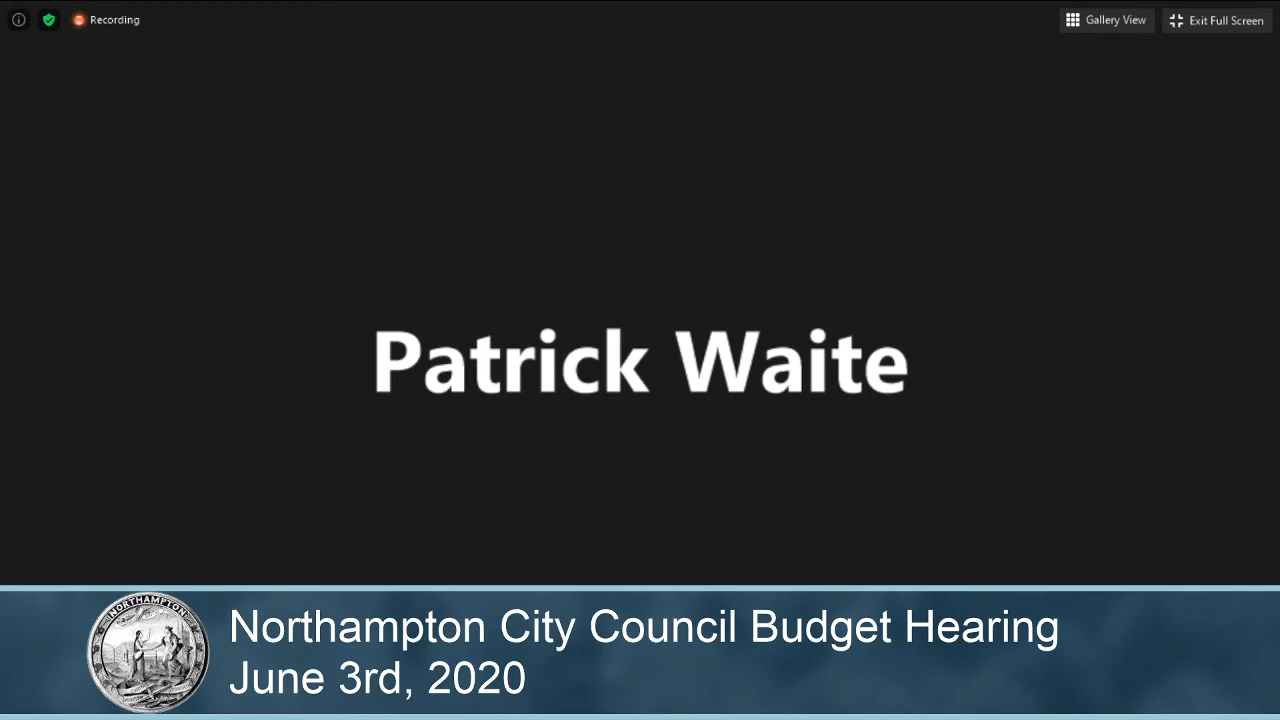 Recording
Gallery View
Exit Full Screen
Patrick Waite
NORTHAMPTON
Northampton City Council Budget Hearing
June 3rd, 2020